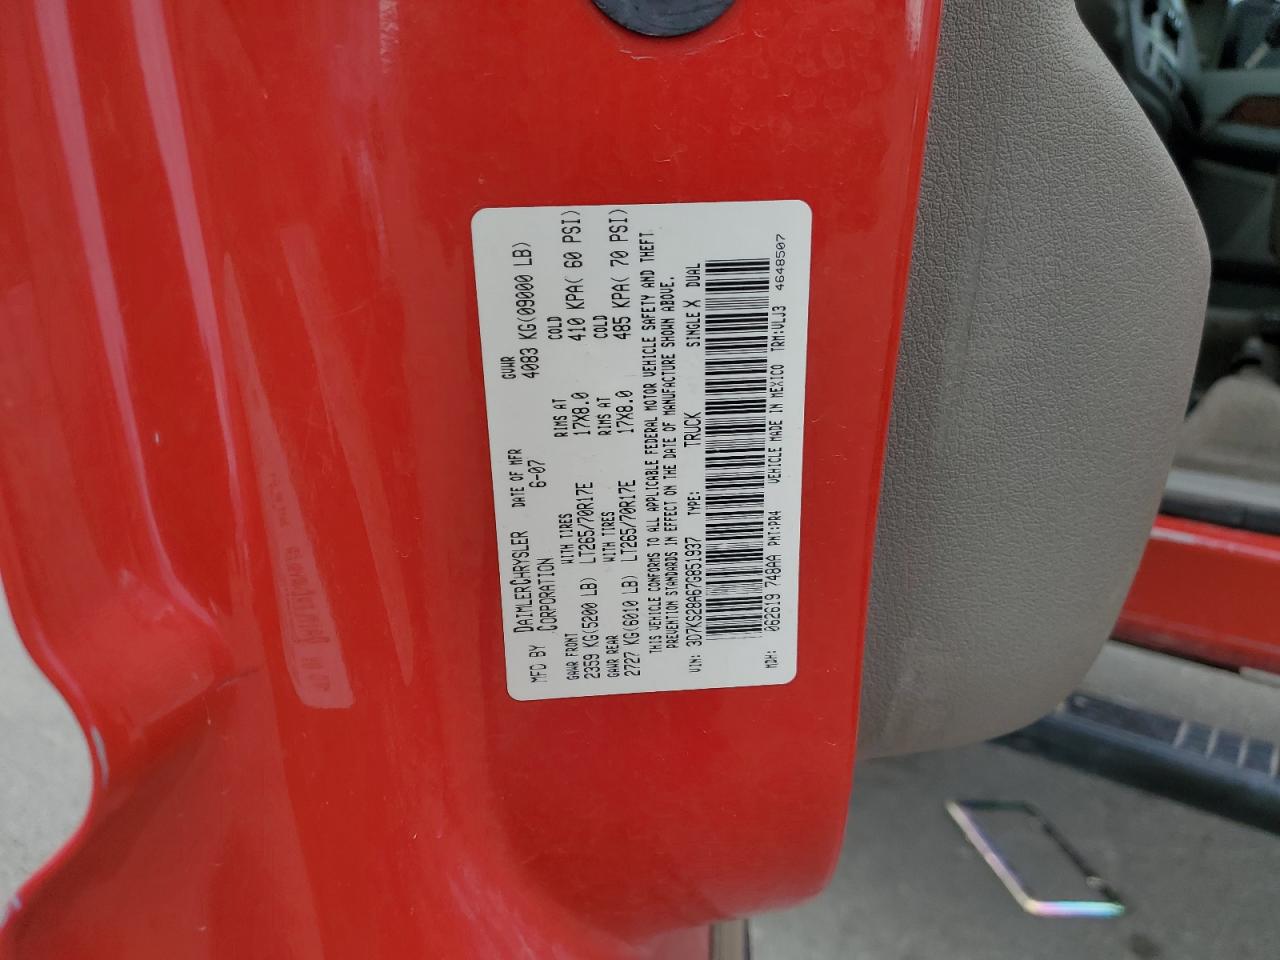 MFD BY DAIMLERCHRYSLER CORPORATION DATE OF MFR 6-07 GVWR 4083 KG(09000 LB)
GAWR FRONT WITH TIRES RIMS AT COLD
2359 KG(5200 LB) LT265/70R17E 17X8.0 410 KPA( 60 PSI)
GAWR REAR WITH TIRES RIMS AT COLD
2727 KG(6010 LB) LT265/70R17E 17X8.0 485 KPA( 70 PSI)
THIS VEHICLE CONFORMS TO ALL APPLICABLE FEDERAL MOTOR VEHICLE SAFETY AND THEFT
PREVENTION STANDARDS IN EFFECT ON THE DATE OF MANUFACTURE SHOWN ABOVE.
VIN: 3D7KS28A67G851937 TYPE: TRUCK SINGLE X DUAL
MDH: 062619 748AA PNT:PR4 VEHICLE MADE IN MEXICO TRM:VLJ3 4648507